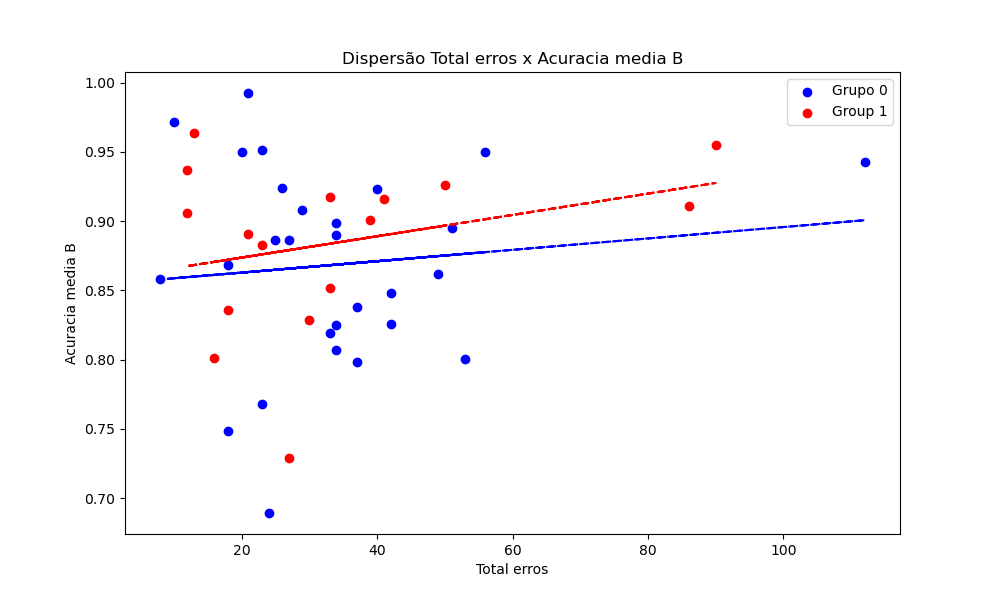 Dispersão Total erros x Acuracia media B
Grupo 0
Group 1
1.00
0.95
0.90
0.85
0.80
0.75
0.70
Acuracia media B
20
40
60
80
100
Total erros